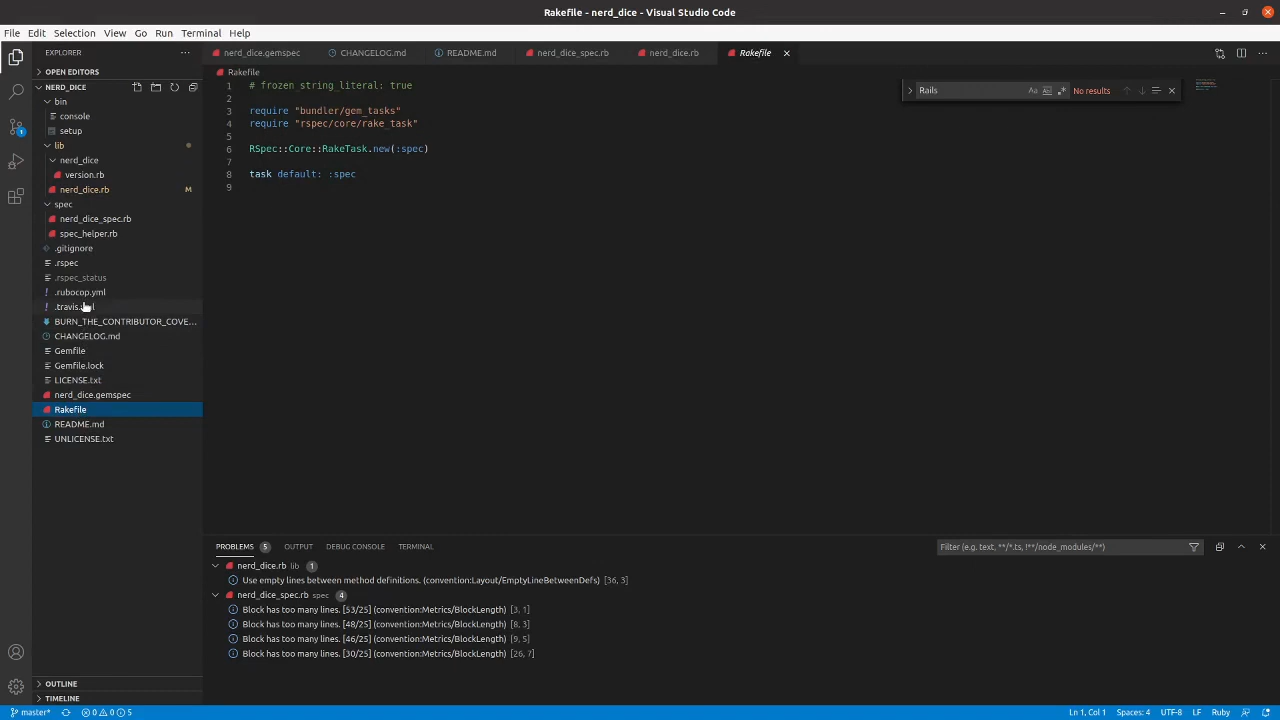 Rakefile - nerd_dice - Visual Studio Code
File Edit Selection View Go Run Terminal Help
EXPLORER
nerd_dice.gemspec CHANGELOG.md README.md nerd_dice_spec.rb nerd_dice.rb Rakefile
OPEN EDITORS
NERD_DICE
bin
console
setup
lib
nerd_dice
version.rb
nerd_dice.rb M
spec
nerd_dice_spec.rb
spec_helper.rb
.gitignore
.rspec
.rspec_status
.rubocop.yml
BURN_THE_CONTRIBUTOR_COVE...
CHANGELOG.md
Gemfile
Gemfile.lock
LICENSE.txt
nerd_dice.gemspec
Rakefile
README.md
UNLICENSE.txt
OUTLINE
TIMELINE
Rakefile
1 # frozen_string_literal: true
2
3 require "bundler/gem_tasks"
4 require "rspec/core/rake_task"
5
6 RSpec::Core::RakeTask.new(:spec)
7
8 task default: :spec
9
Rails Aa Ab No results
PROBLEMS 5 OUTPUT DEBUG CONSOLE TERMINAL
Filter (e.g. text, **/*.ts, !**/node_modules/**)
nerd_dice.rb lib 1
Use empty lines between method definitions. (convention:Layout/EmptyLineBetweenDefs) [36, 3]
nerd_dice_spec.rb spec 4
Block has too many lines. [53/25] (convention:Metrics/BlockLength) [3, 1]
Block has too many lines. [48/25] (convention:Metrics/BlockLength) [8, 3]
Block has too many lines. [46/25] (convention:Metrics/BlockLength) [9, 5]
Block has too many lines. [30/25] (convention:Metrics/BlockLength) [26, 7]
master* 0 0 5
Ln 1, Col 1 Spaces: 4 UTF-8 LF Ruby